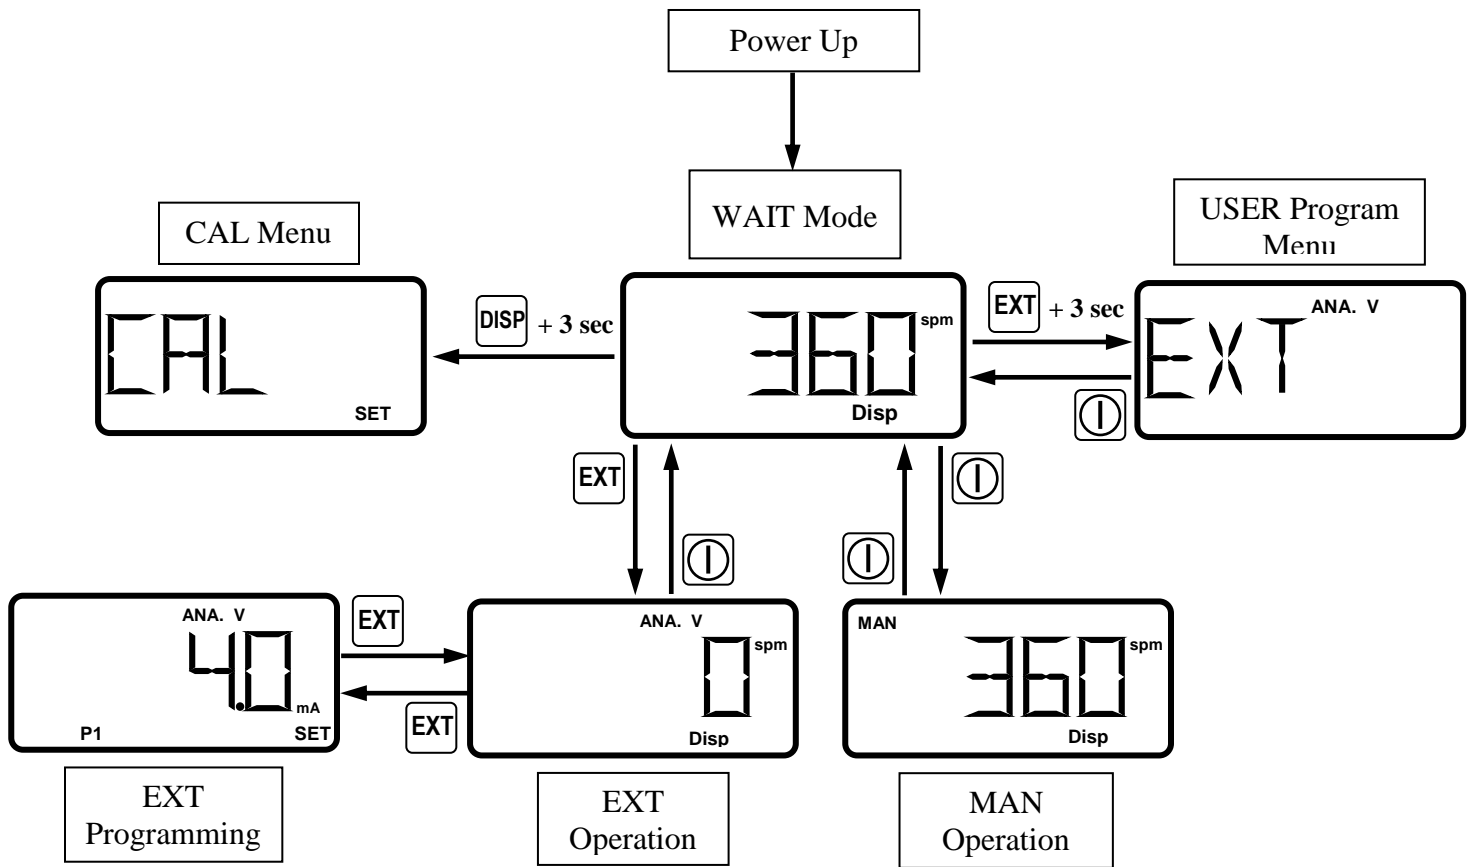 Power Up
WAIT Mode
USER Program
Menu
CAL Menu
CAL
SET
DISP + 3 sec
360 spm
Disp
EXT + 3 sec
ANA. V
EXT
EXT
ANA. V
4.0 mA
P1 SET
EXT
EXT
ANA. V
0 spm
Disp
MAN
360 spm
Disp
EXT
Programming
EXT
Operation
MAN
Operation